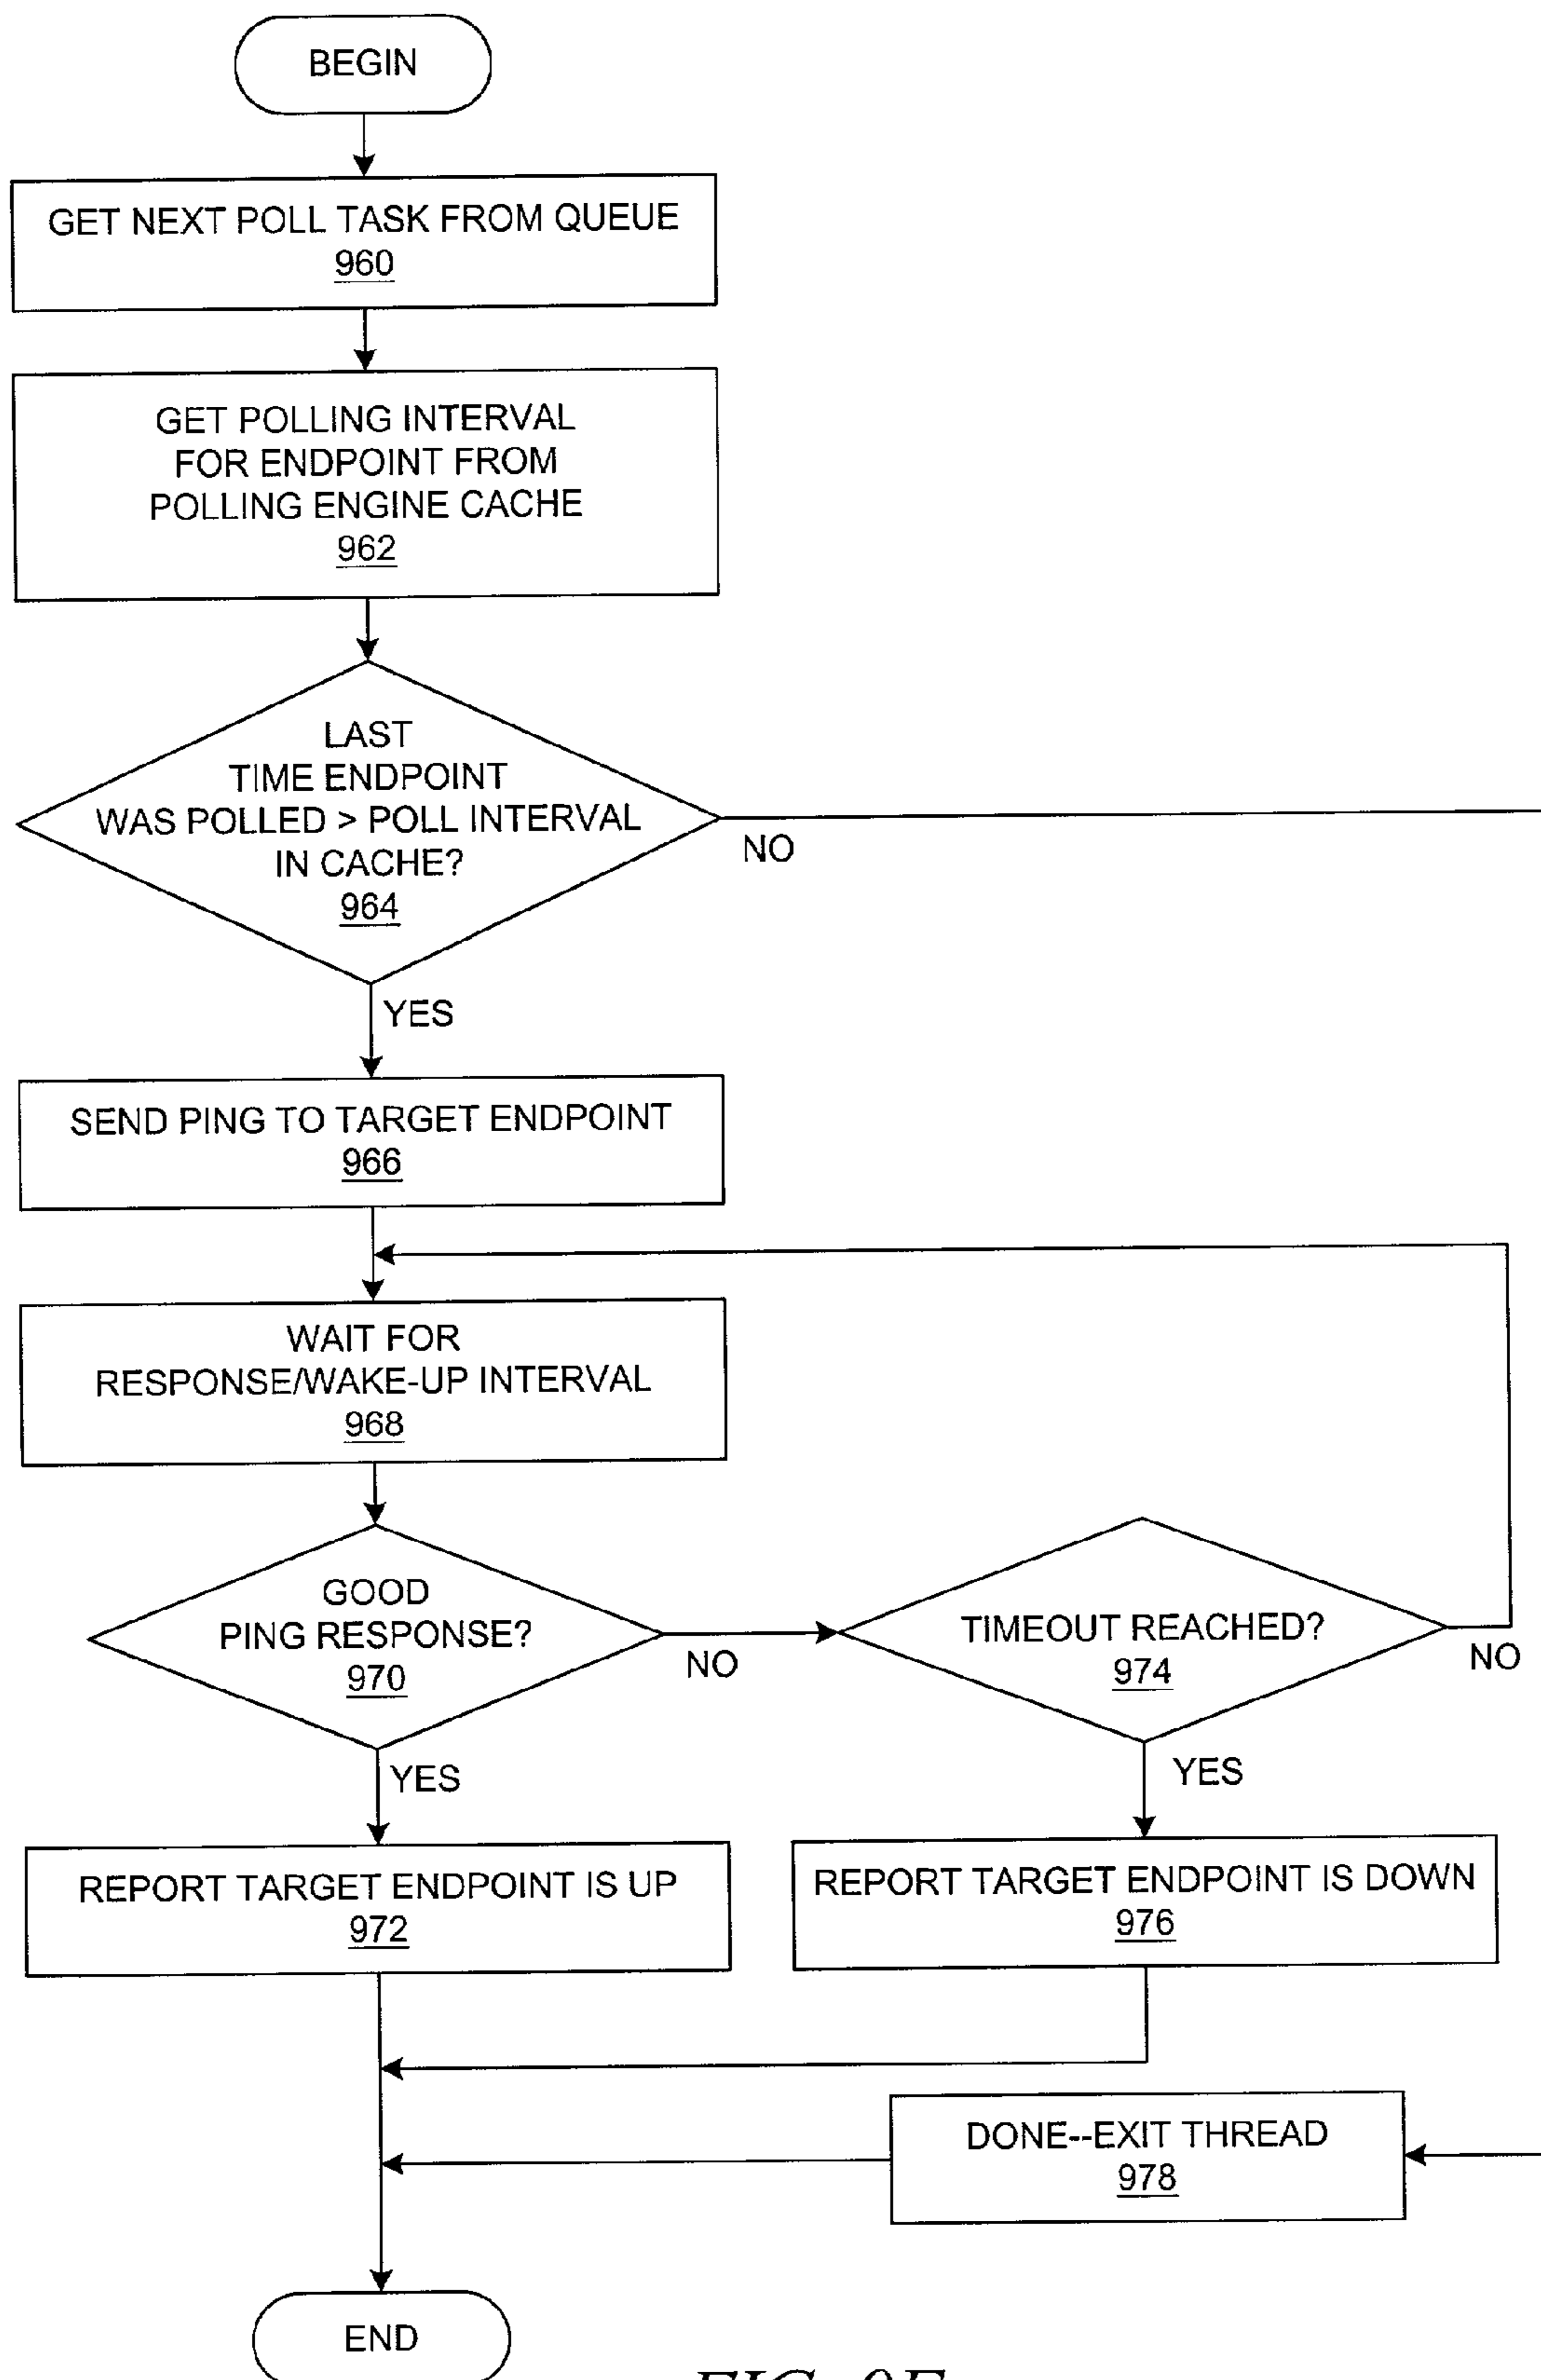 BEGIN
GET NEXT POLL TASK FROM QUEUE
960
GET POLLING INTERVAL
FOR ENDPOINT FROM
POLLING ENGINE CACHE
962
LAST
TIME ENDPOINT
WAS POLLED > POLL INTERVAL
IN CACHE?
964
NO
YES
SEND PING TO TARGET ENDPOINT
966
WAIT FOR
RESPONSE/WAKE-UP INTERVAL
968
GOOD
PING RESPONSE?
970
NO
TIMEOUT REACHED?
974
NO
YES
YES
REPORT TARGET ENDPOINT IS UP
972
REPORT TARGET ENDPOINT IS DOWN
976
DONE--EXIT THREAD
978
END